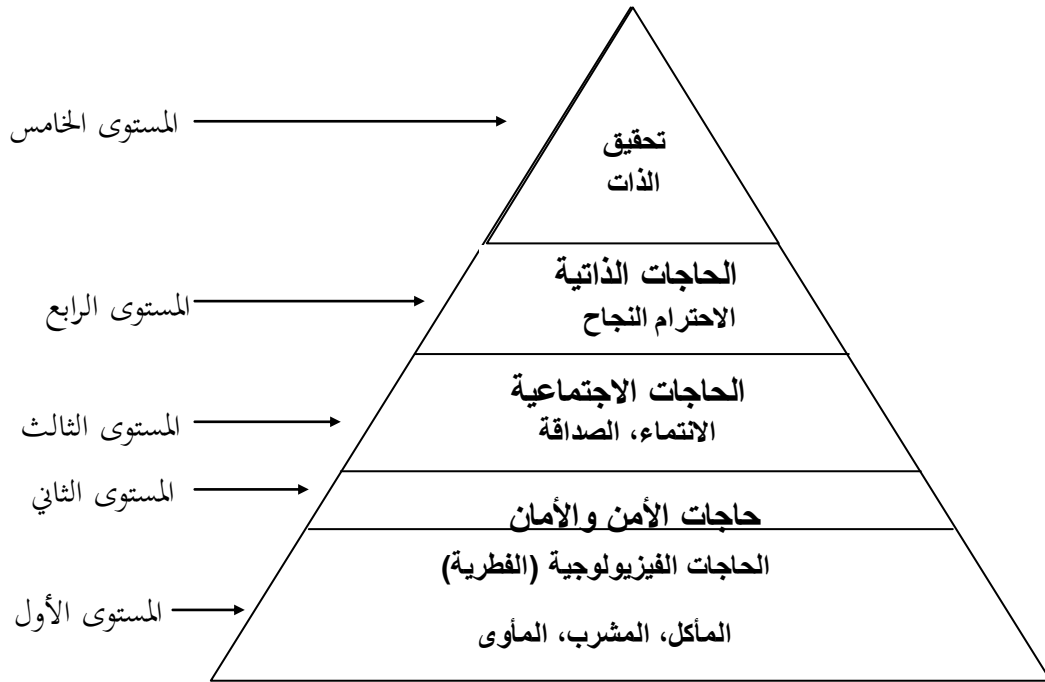 المستوى الخامس
تحقيق
الذات
الحاجات الذاتية
المستوى الرابع
الاحترام النجاح
الحاجات الاجتماعية
المستوى الثالث
الانتماء، الصداقة
المستوى الثاني
حاجات الأمن والأمان
الحاجات الفيزيولوجية (الفطرية)
المستوى الأول
المأكل، المشرب، المأوى